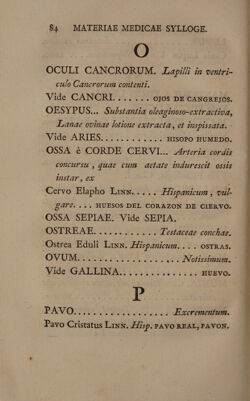 84 MATERIAE MEDICAE SYLLOGE.
O
OCULI CANCRORUM. Lapilli in ventri-
culo Cancrorum contenti.
Vide CANCRI....... OJOS DE CANGREJOS.
OESYPUS... Substantia oleaginoso-extractiva,
Lanae ovinae lotione extracta, et inspissata.
Vide ARIES........... HISOPO HUMEDO.
OSSA è CORDE CERVI... Arteria cordis
concursu, quae cum aetate indurescit ossis
instar, ex
Cervo Elapho LINN..... Hispanicum, vul-
gare.... HUESOS DEL CORAZON DE CIERVO.
OSSA SEPIAE. Vide SEPIA.
OSTREAE........... Testaceae conchae.
Ostrea Eduli LINN. Hispanicum.... OSTRAS.
OVUM................. Notissimum.
Vide GALLINA............... HUEVO.
P
PAVO................. Excrementum.
Pavo Cristatus LINN. Hisp. PAVO REAL, PAVON.